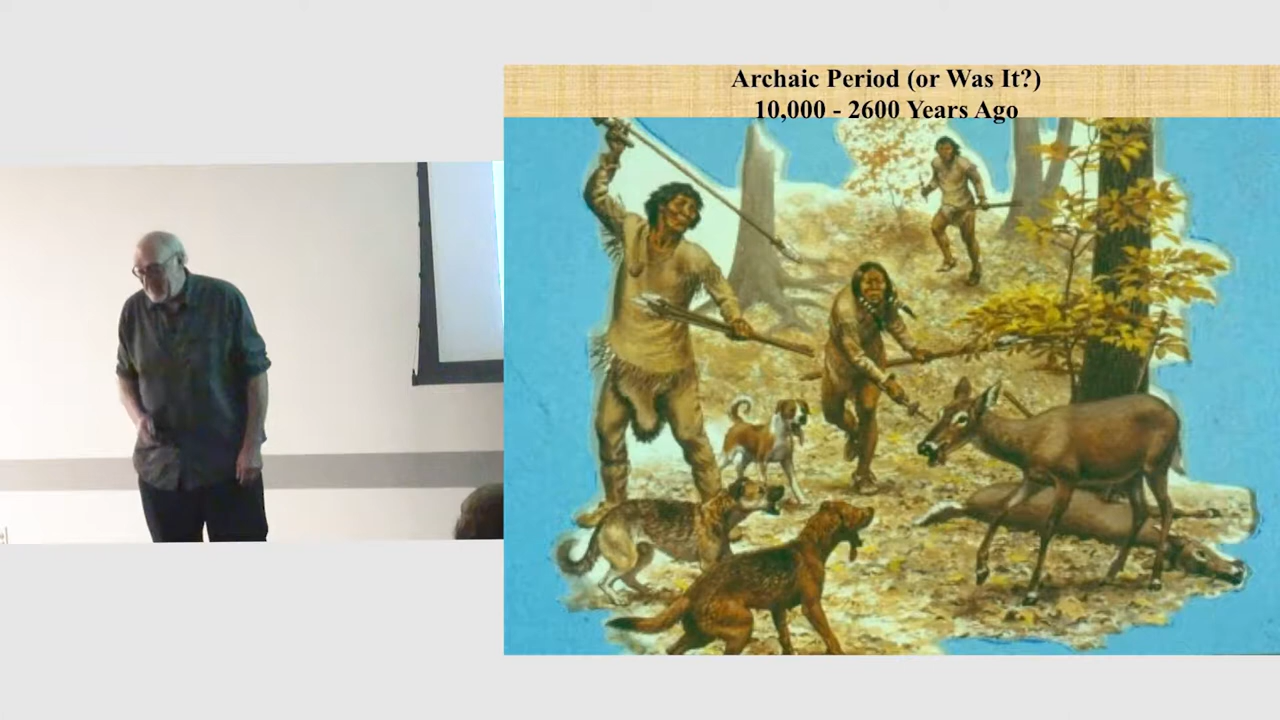 Archaic Period (or Was It?)
10,000 - 2600 Years Ago